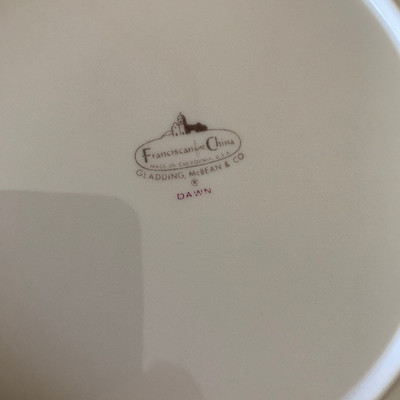 Franciscan Fine China
MADE IN CALIFORNIA, U.S.A.
GLADDING, McBEAN & CO.
®
DAWN